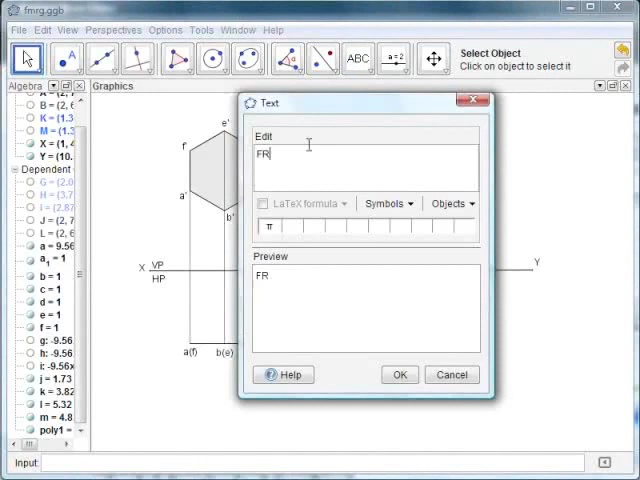 fmrg.ggb
File Edit View Perspectives Options Tools Window Help
ABC
a=2
Select Object
Click on object to select it
Algebra
Graphics
B = (2,
K = (1.3
M = (1.3
X = (1, 4
Y = (10.
Dependent
G = (2.0
H = (2,
I = (2.87
J = (2, 7
L = (2, 7
a = 9.56
a1 = 1
b = 1
c = 1
d = 1
e = 1
f = 1
g: -9.56
h: -9.56
i: -9.56x
j = 1.73
k = 3.82
l = 5.32
m = 4.8
poly1 =
e'
f'
a'
b'
X VP
HP
Y
a(f) b(e)
Text
Edit
FR
LaTeX formula Symbols Objects
π
Preview
FR
Help OK Cancel
Input: